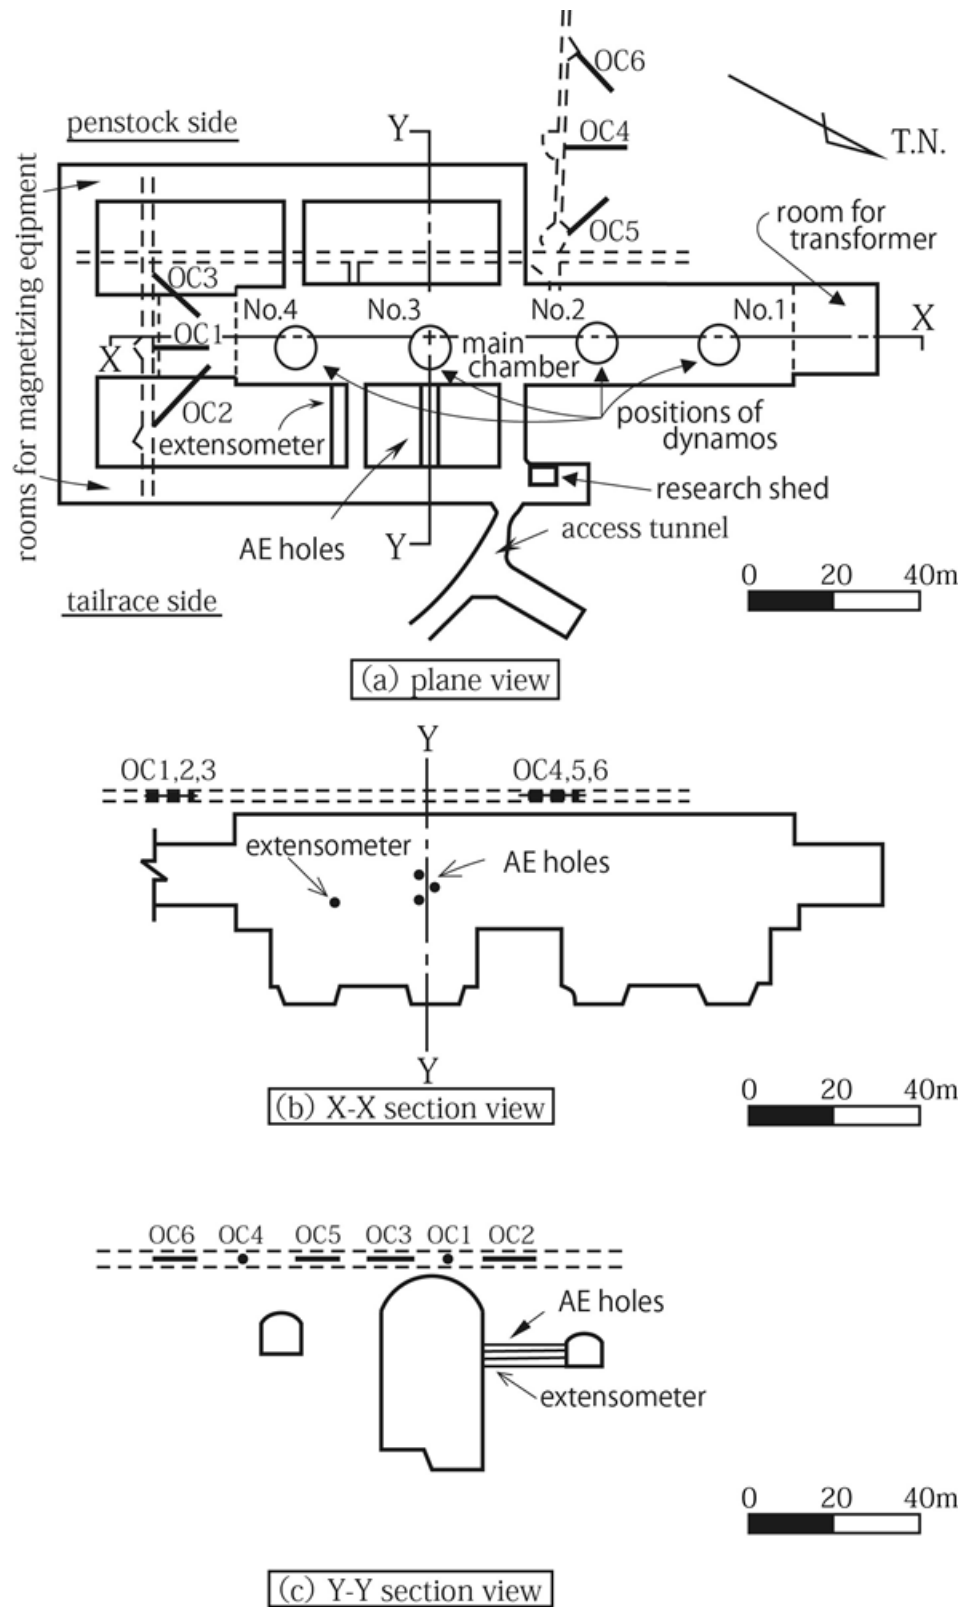 OC6
penstock side
Y
OC4
T.N.
rooms for magnetizing eqipment
OC5
room for
transformer
OC3
No.4
No.3
No.2
No.1
X
OC1
X
main
chamber
OC2
extensometer
positions of
dynamos
research shed
AE holes
Y
access tunnel
0 20 40m
tailrace side
(a) plane view
Y
OC1,2,3
OC4,5,6
extensometer
AE holes
Y
0 20 40m
(b) X-X section view
OC6 OC4 OC5 OC3 OC1 OC2
AE holes
extensometer
0 20 40m
(c) Y-Y section view